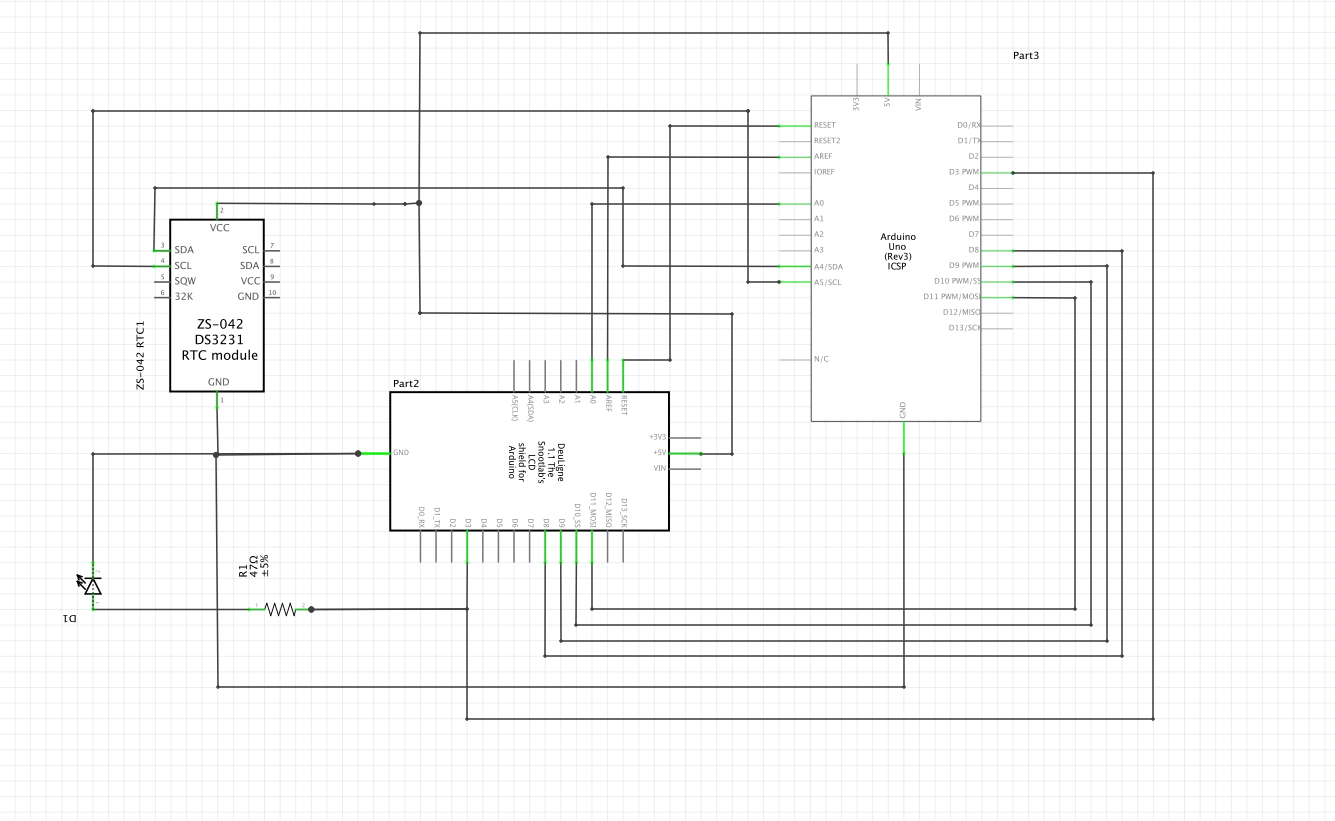 Part3
3V3
5V
VIN
RESET
RESET2
AREF
IOREF
A0
A1
A2
A3
A4/SDA
A5/SCL
N/C
D0/RX
D1/TX
D2
D3 PWM
D4
D5 PWM
D6 PWM
D7
D8
D9 PWM
D10 PWM/SS
D11 PWM/MOSI
D12/MISO
D13/SCK
Arduino
Uno
(Rev3)
ICSP
GND
2
VCC
3 SDA
4 SCL
5 SQW
6 32K
SCL 7
SDA 8
VCC 9
GND 10
ZS-042
DS3231
RTC module
GND
1
ZS-042 RTC1
Part2
A5(CLK)
A4(SDA)
A3
A2
A1
A0
AREF
RESET
GND
+3V3
+5V
VIN
DeuLigne
1.1 The
Snootlab's
LCD
shield for
Arduino
D0_RX
D1_TX
D2
D3
D4
D5
D6
D7
D8
D9
D10_SS
D11_MOSI
D12_MISO
D13_SCK
R1
47Ω
±5%
D1